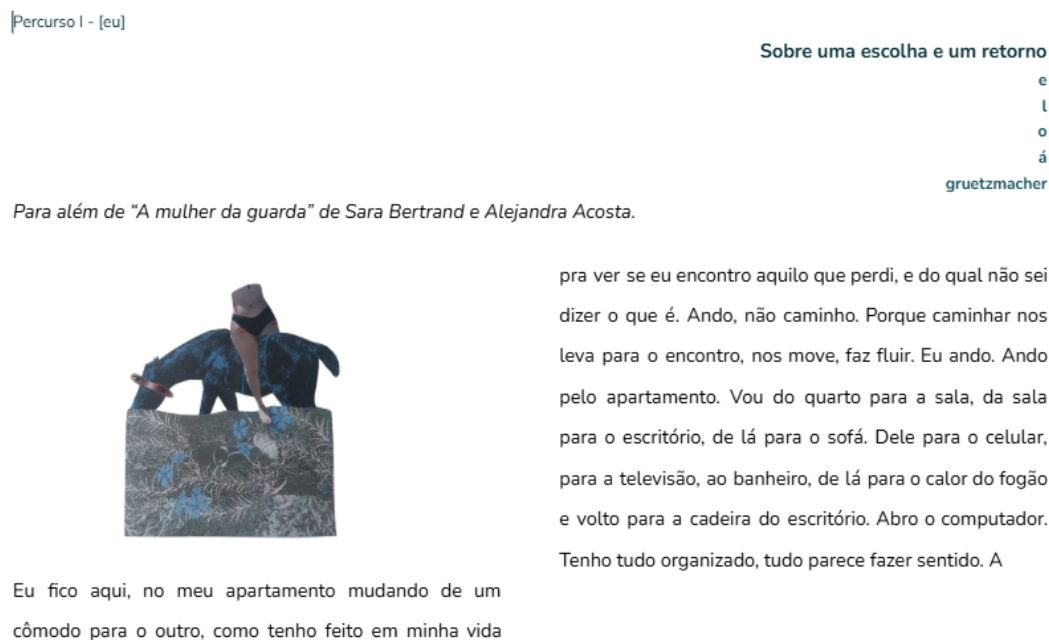 Percurso I - [eu]
Sobre uma escolha e um retorno
e
l
o
á
gruetzmacher
Para além de “A mulher da guarda” de Sara Bertrand e Alejandra Acosta.
Eu fico aqui, no meu apartamento mudando de um
cômodo para o outro, como tenho feito em minha vida
pra ver se eu encontro aquilo que perdi, e do qual não sei
dizer o que é. Ando, não caminho. Porque caminhar nos
leva para o encontro, nos move, faz fluir. Eu ando. Ando
pelo apartamento. Vou do quarto para a sala, da sala
para o escritório, de lá para o sofá. Dele para o celular,
para a televisão, ao banheiro, de lá para o calor do fogão
e volto para a cadeira do escritório. Abro o computador.
Tenho tudo organizado, tudo parece fazer sentido. A